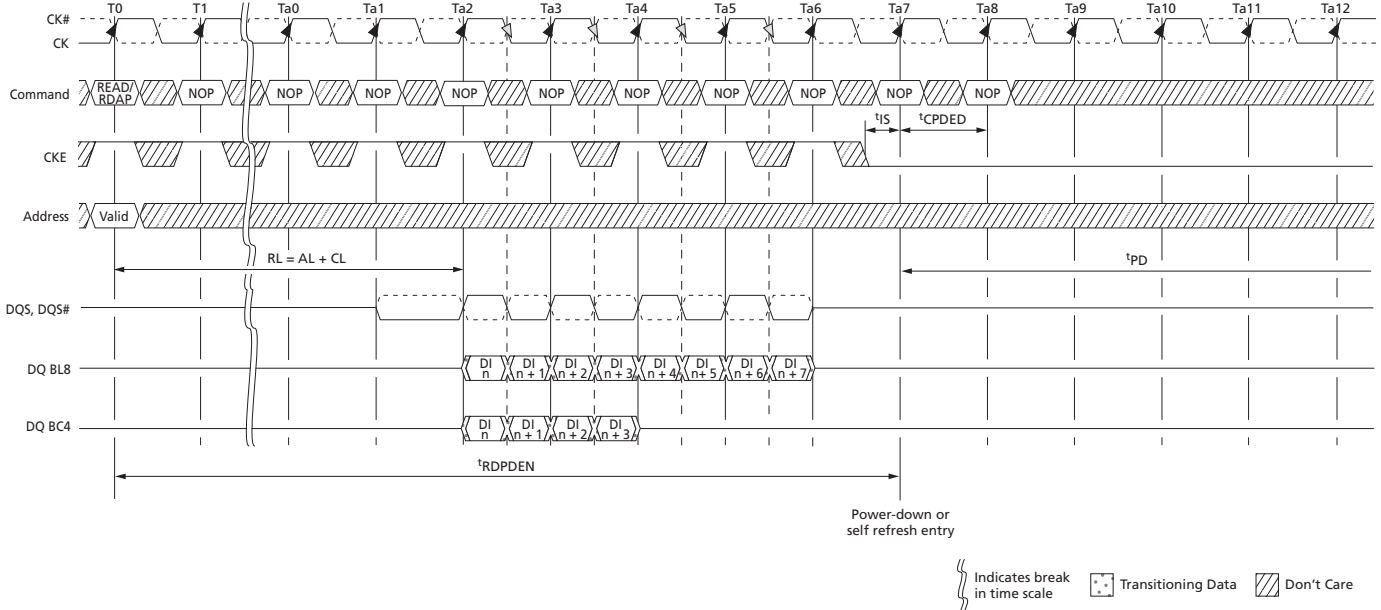 T0 T1 Ta0 Ta1 Ta2 Ta3 Ta4 Ta5 Ta6 Ta7 Ta8 Ta9 Ta10 Ta11 Ta12
CK#
CK
Command
READ/
RDAP
NOP NOP NOP NOP NOP NOP NOP NOP NOP NOP
tIS
tCPDED
CKE
Address
Valid
RL = AL + CL
tPD
DQS, DQS#
DQ BL8
DI
n
DI
n + 1
DI
n + 2
DI
n + 3
DI
n + 4
DI
n+ 5
DI
n + 6
DI
n + 7
DQ BC4
DI
n
DI
n + 1
DI
n + 2
DI
n + 3
tRDPDEN
Power-down or
self refresh entry
Indicates break
in time scale
Transitioning Data
Don't Care